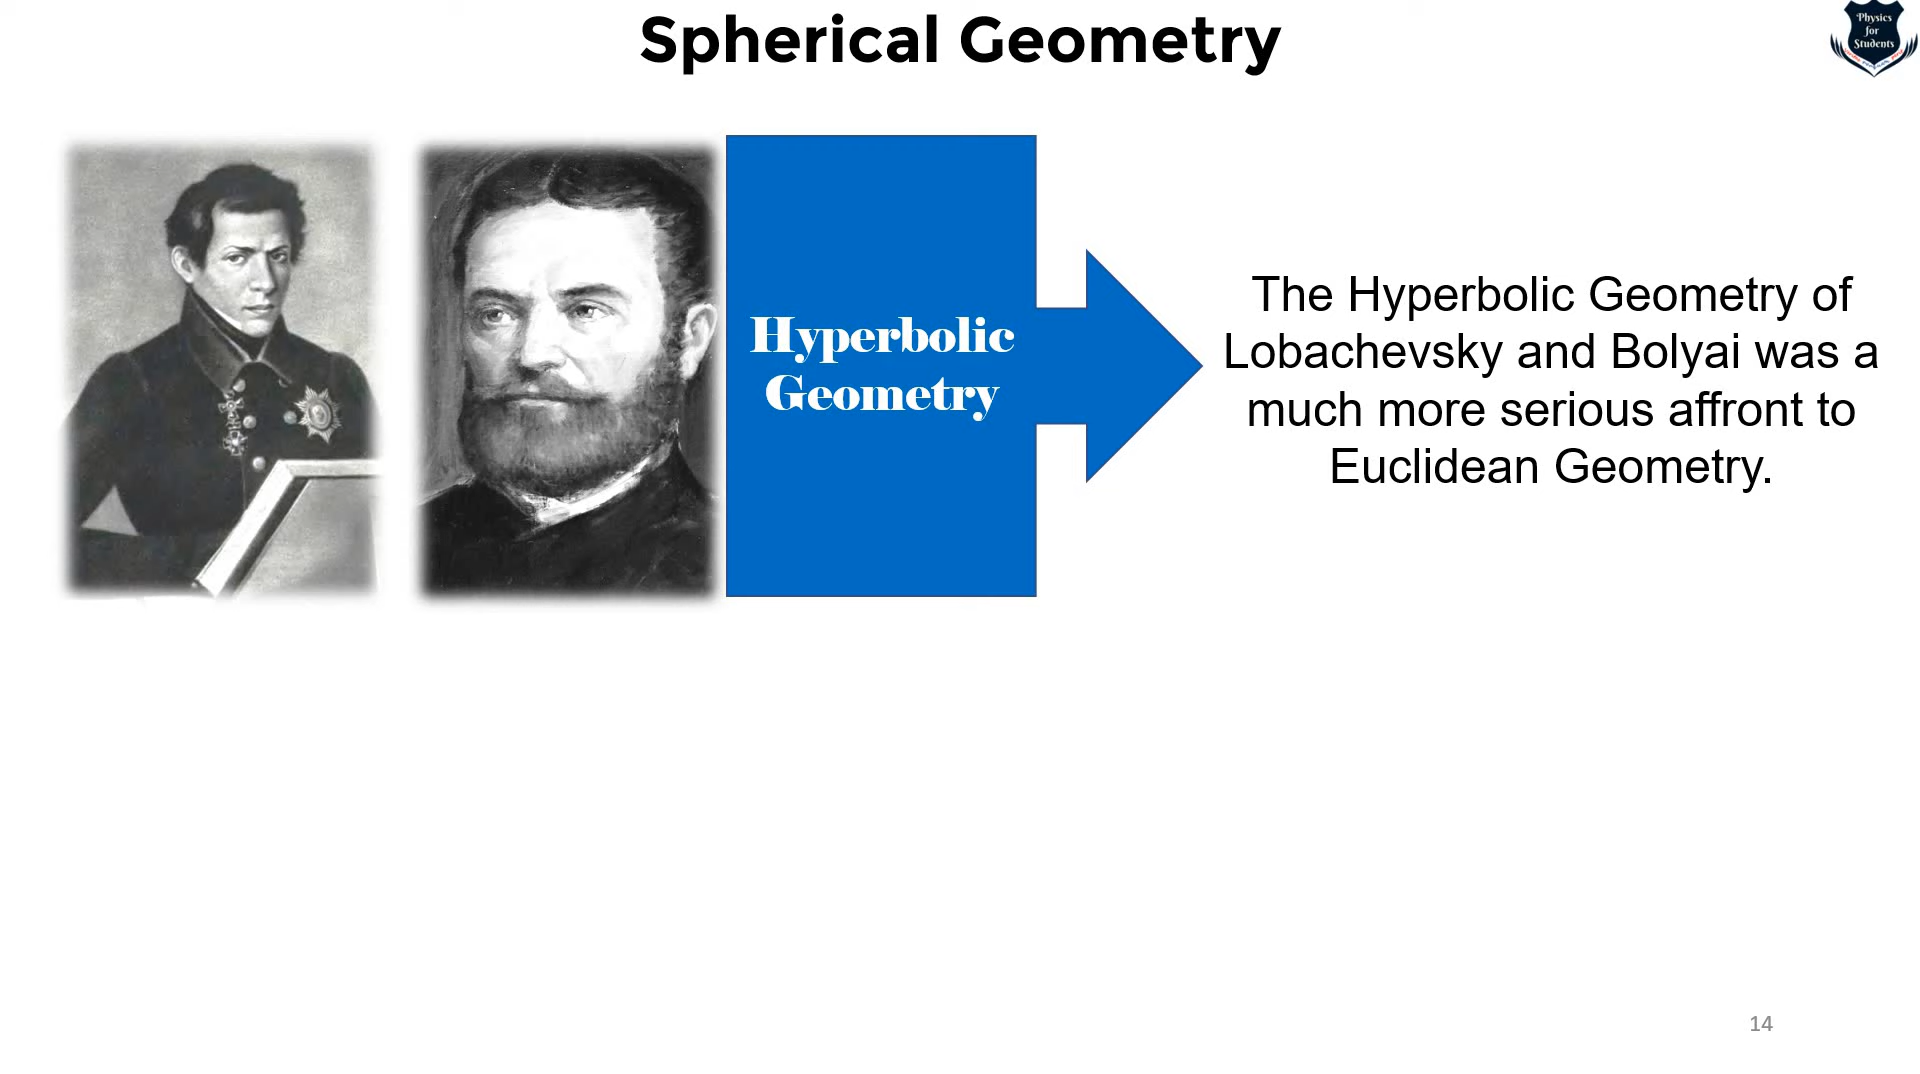 Spherical Geometry
Physics
for
Students
Hyperbolic
Geometry
The Hyperbolic Geometry of
Lobachevsky and Bolyai was a
much more serious affront to
Euclidean Geometry.
14